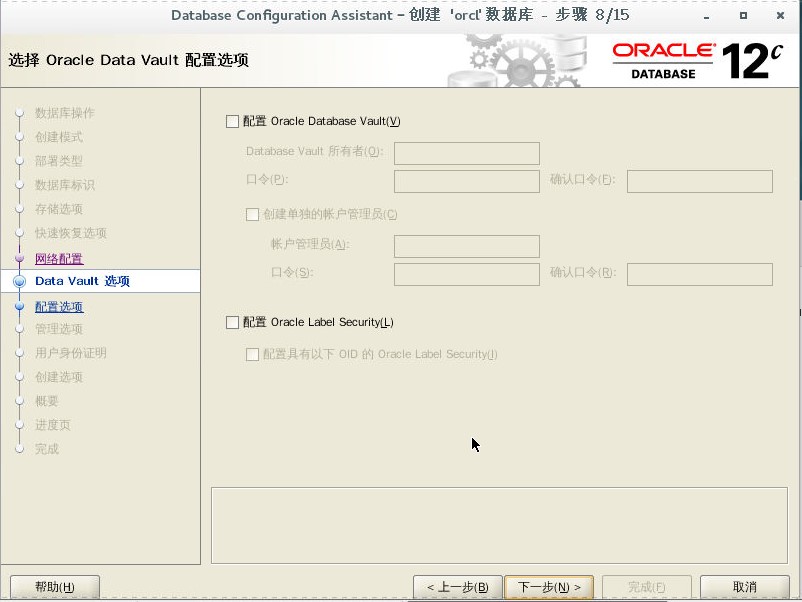 Database Configuration Assistant – 创建 'orcl' 数据库 - 步骤 8/15
选择 Oracle Data Vault 配置选项
ORACLE
DATABASE
12c
数据库操作
创建模式
部署类型
数据库标识
存储选项
快速恢复选项
网络配置
Data Vault 选项
配置选项
管理选项
用户身份证明
创建选项
概要
进度页
完成
配置 Oracle Database Vault(V)
Database Vault 所有者(O):
口令(P): 确认口令(F):
创建单独的帐户管理员(C)
帐户管理员(A):
口令(S): 确认口令(R):
配置 Oracle Label Security(L)
配置具有以下 OID 的 Oracle Label Security(I)
帮助(H) < 上一步(B) 下一步(N) > 完成(F) 取消